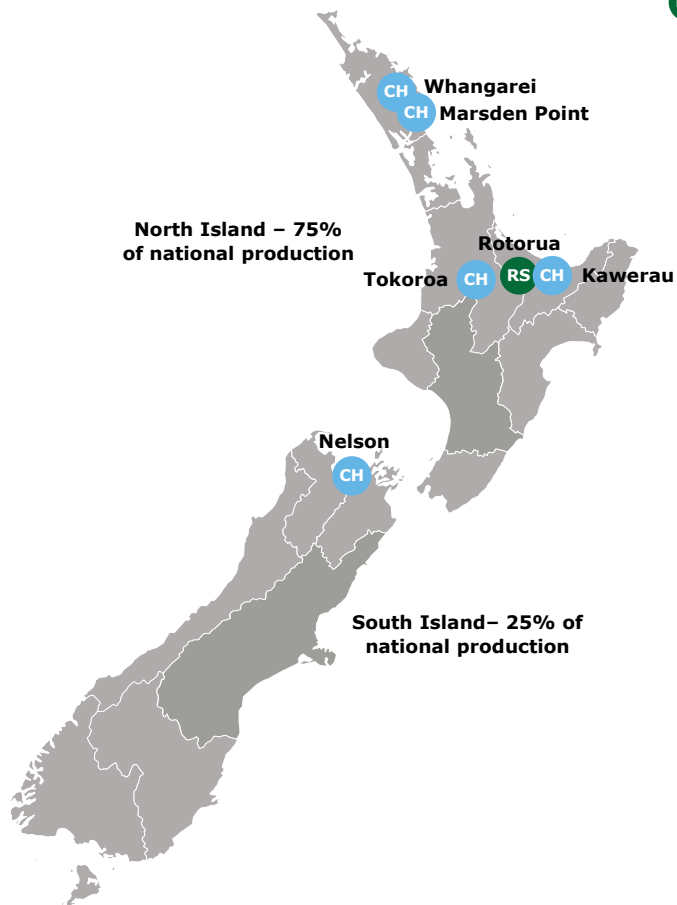 CH
Whangarei
CH
Marsden Point
North Island – 75%
of national production
Rotorua
Tokoroa
CH
RS
CH
Kawerau
Nelson
CH
South Island– 25% of
national production